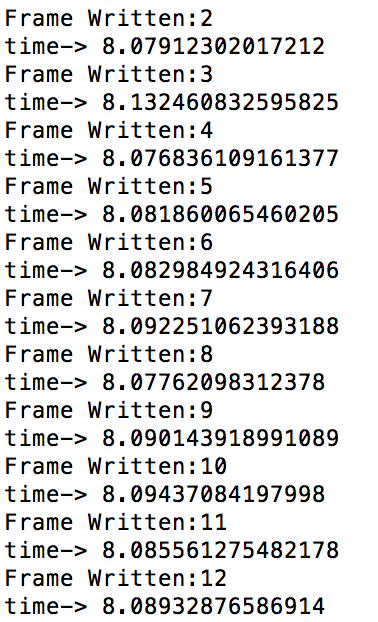 Frame Written:2
time-> 8.07912302017212
Frame Written:3
time-> 8.132460832595825
Frame Written:4
time-> 8.076836109161377
Frame Written:5
time-> 8.081860065460205
Frame Written:6
time-> 8.082984924316406
Frame Written:7
time-> 8.092251062393188
Frame Written:8
time-> 8.07762098312378
Frame Written:9
time-> 8.090143918991089
Frame Written:10
time-> 8.09437084197998
Frame Written:11
time-> 8.085561275482178
Frame Written:12
time-> 8.08932876586914